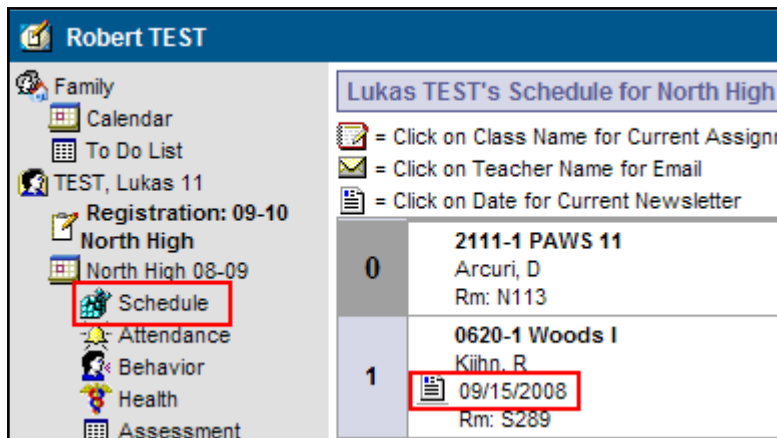 Robert TEST
Family
Calendar
To Do List
TEST, Lukas 11
Registration: 09-10
North High
North High 08-09
Schedule
Attendance
Behavior
Health
Assessment
Lukas TEST's Schedule for North High
= Click on Class Name for Current Assignm
= Click on Teacher Name for Email
= Click on Date for Current Newsletter
0
2111-1 PAWS 11
Arcuri, D
Rm: N113
1
0620-1 Woods I
Kiihn, R
09/15/2008
Rm: S289